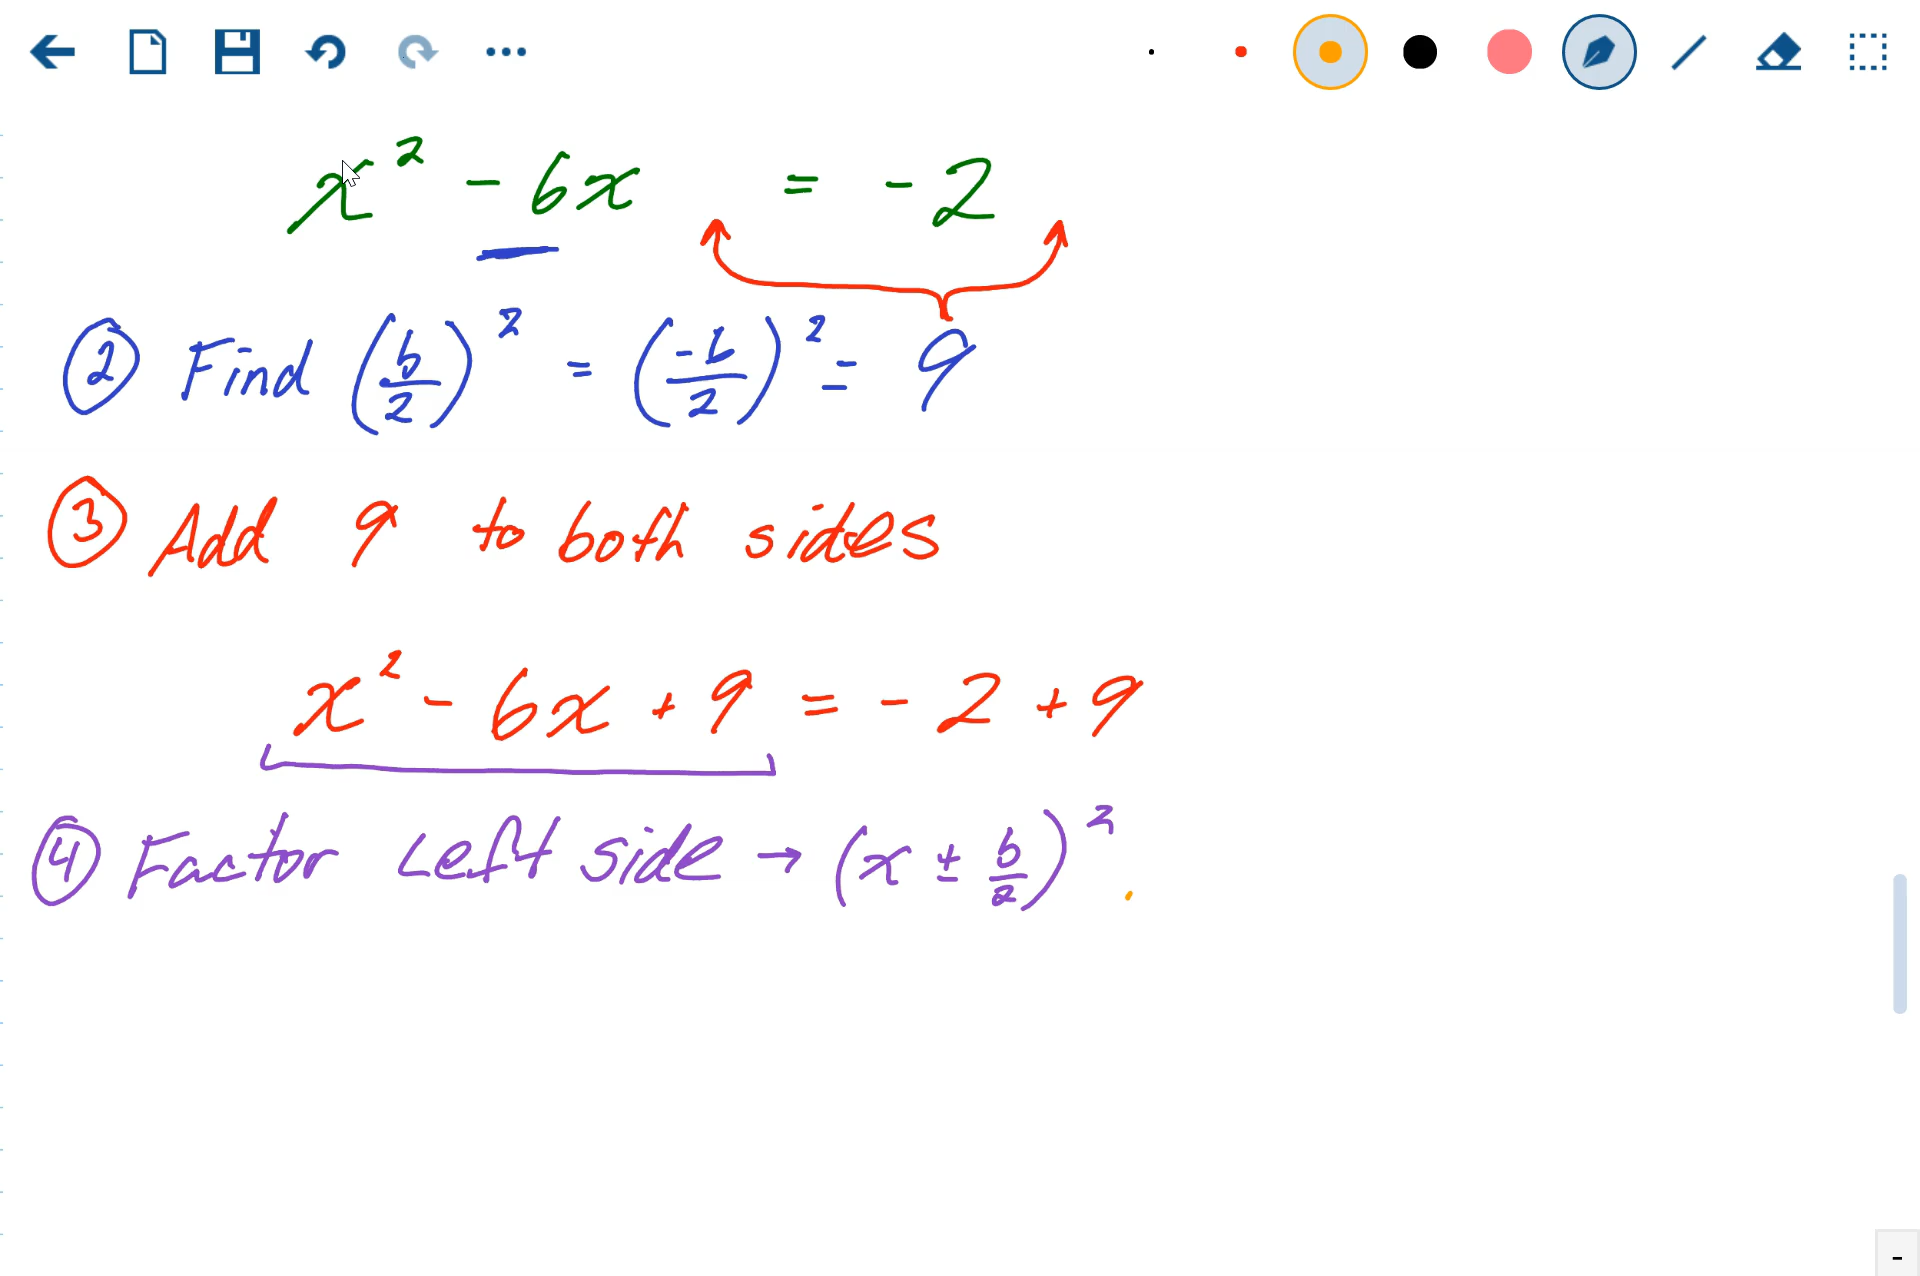 x² - 6x = -2
② Find (b/2)² = (-6/2)² = 9
③ Add 9 to both sides
x² - 6x + 9 = - 2 + 9
④ Factor Left side → (x ± b/2)²